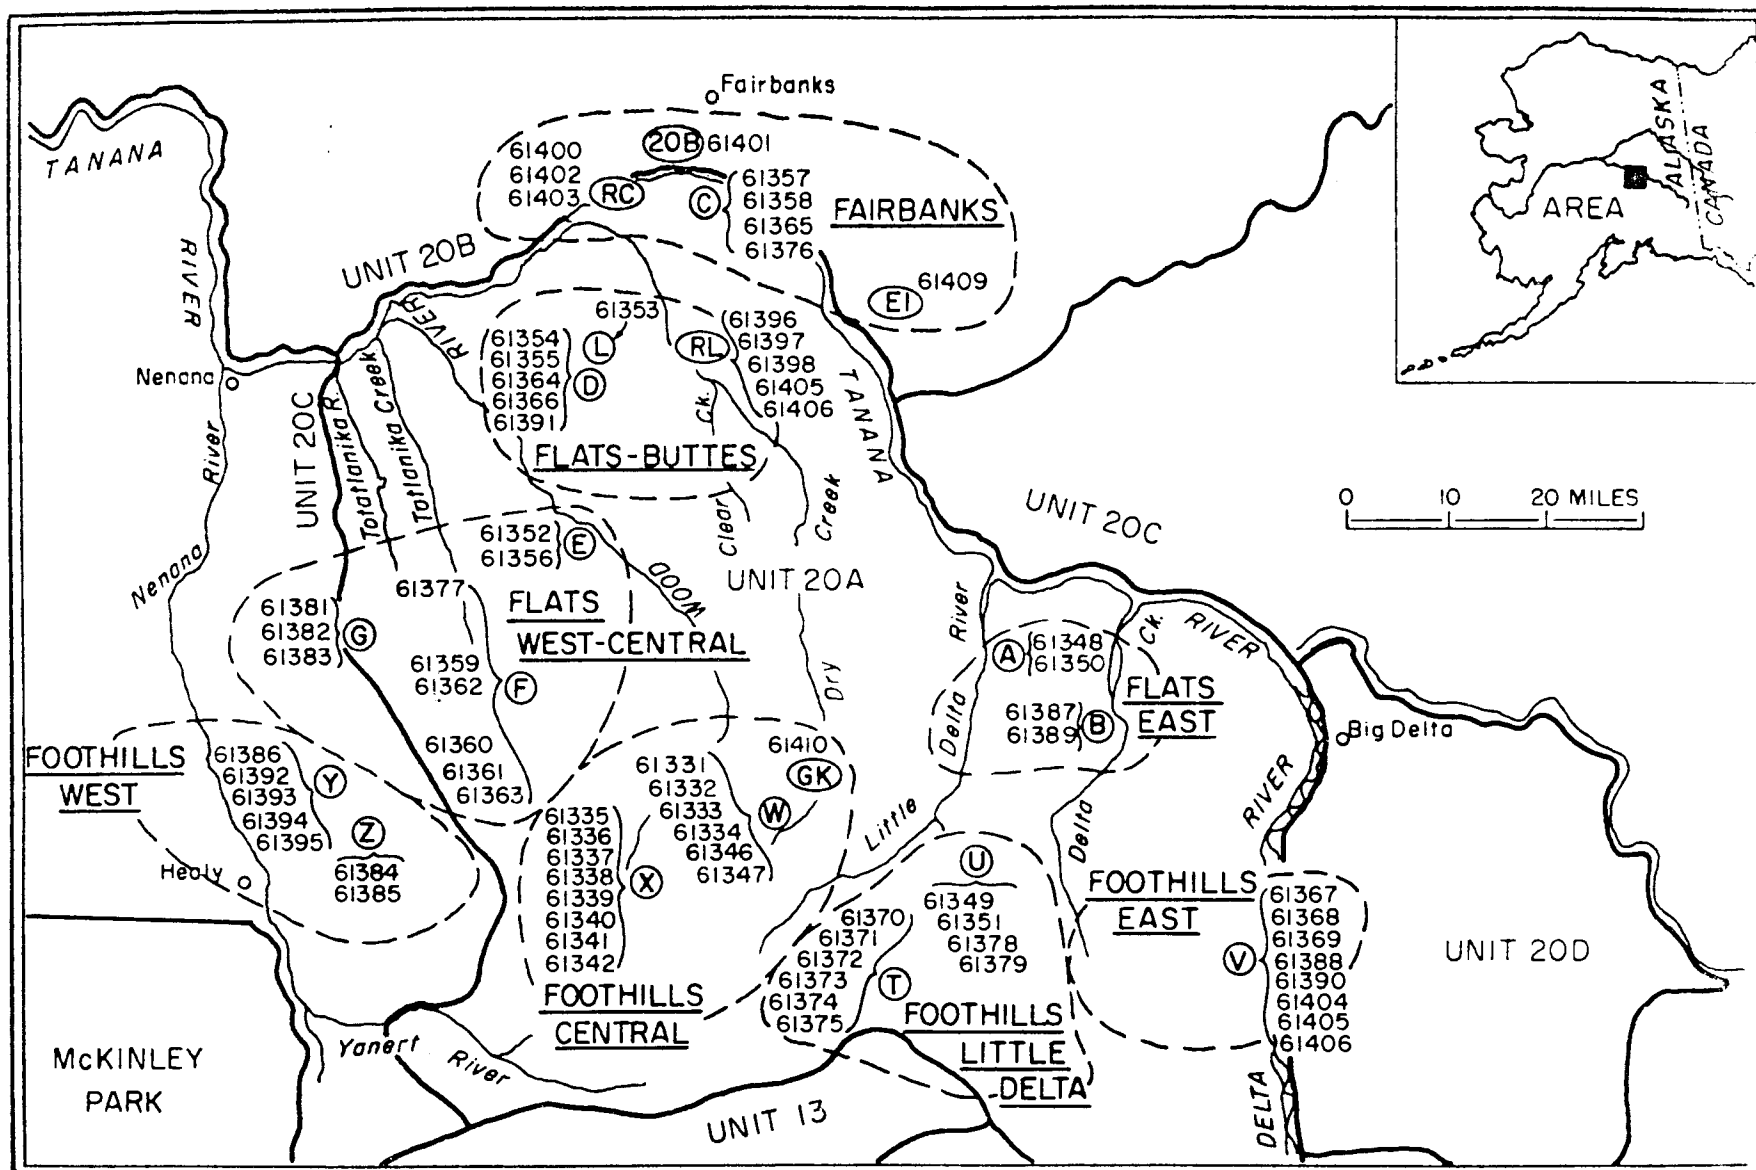 Fairbanks
TANANA
RIVER
61400
61402
61403
RC
20B
61401
C
61357
61358
61365
61376
FAIRBANKS
61409
EI
UNIT 20B
RIVER
61353
L
61354
61355
61364
61366
61391
D
RL
61396
61397
61398
61405
61406
FLATS-BUTTES
Ck.
Clear
Creek
Dry
TANANA
RIVER
Nenana
Nenana River
UNIT 20C
Totatlanika R.
Tatlanika Creek
61352
61356
E
WOOD
UNIT 20A
UNIT 20C
61377
FLATS
WEST-CENTRAL
61381
61382
61383
G
61359
61362
F
61360
61361
61363
A
61348
61350
61387
61389
B
FLATS
EAST
River
Delta
Little
Ck.
Delta
Big Delta
RIVER
DELTA
FOOTHILLS
WEST
61386
61392
61393
61394
61395
Y
Z
61384
61385
Healy
61335
61336
61337
61338
61339
61340
61341
61342
X
61331
61332
61333
61334
61346
61347
W
61410
GK
FOOTHILLS
CENTRAL
U
61349
61351
61378
61379
61370
61371
61372
61373
61374
61375
T
FOOTHILLS
LITTLE
DELTA
FOOTHILLS
EAST
V
61367
61368
61369
61388
61390
61404
61405
61406
UNIT 20D
McKINLEY
PARK
Yanert
River
UNIT 13
0 10 20 MILES
ALASKA
CANADA
AREA